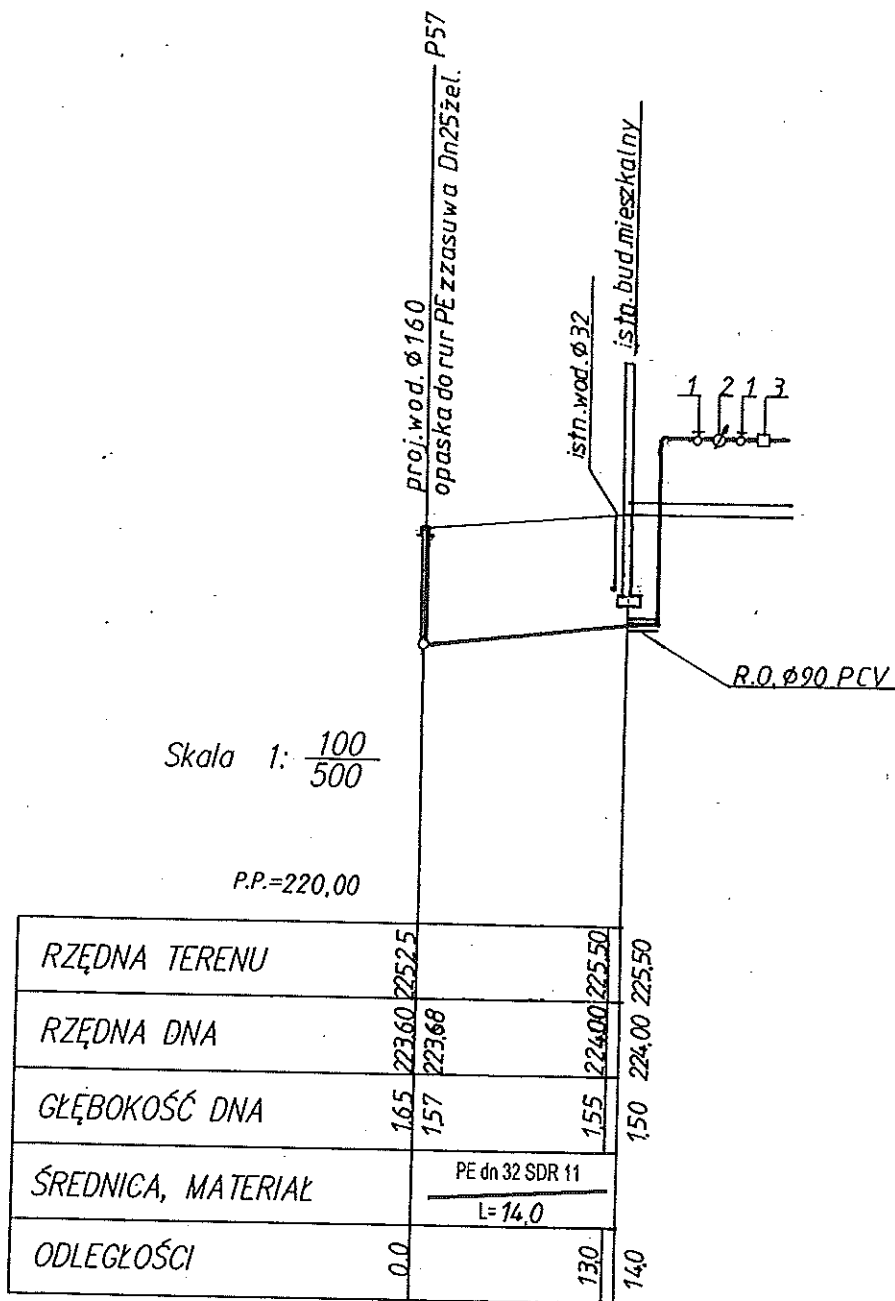 proj.wod. ø160
P57
opaska do rur PE z zasuwa Dn25żel.
istn.wod.ø32
istn.bud.mieszkalny
1 2 1 3
R.O. ø90 PCV
Skala 1: 100
500
P.P.=220,00
RZĘDNA TERENU 225.25 225.50 225.50
RZĘDNA DNA 223.60 223.68 224.00 224,00
GŁĘBOKOŚĆ DNA 1.65 1.57 1.55 1.50
ŚREDNICA, MATERIAŁ PE dn 32 SDR 11
L= 14,0
ODLEGŁOŚCI 0.0 13.0 14.0